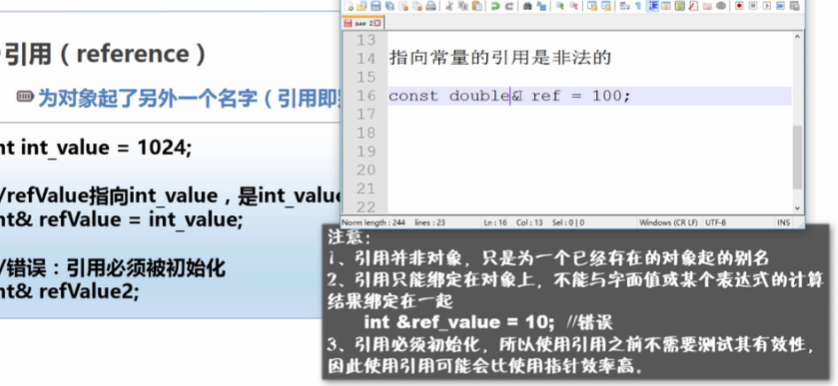 引用（reference）
为对象起了另外一个名字（引用即
int_value = 1024;
refValue指向int_value，是int_value
refValue = int_value;
错误：引用必须被初始化
refValue2;
13
14 指向常量的引用是非法的
15
16 const double& ref = 100;
17
18
19
20
21
22
Norm length : 244 lines : 23 Ln : 16 Col : 13 Sel : 0 | 0 Windows (CR LF) UTF-8 INS
注意：
1、引用并非对象，只是为一个已经存在的对象起的别名
2、引用只能绑定在对象上，不能与字面值或某个表达式的计算
结果绑定在一起
int &ref_value = 10; //错误
3、引用必须初始化，所以使用引用之前不需要测试其有效性，
因此使用引用可能会比使用指针效率高。